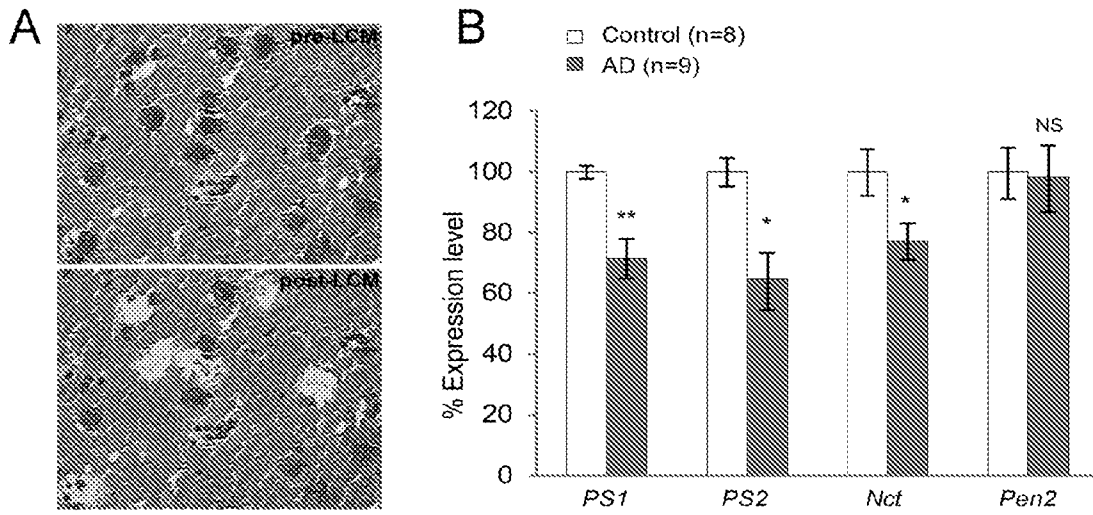 A
pre-LCM
post-LCM
B
Control (n=8)
AD (n=9)
% Expression level
120
100
80
60
40
20
0
**
*
*
NS
PS1
PS2
Nct
Pen2